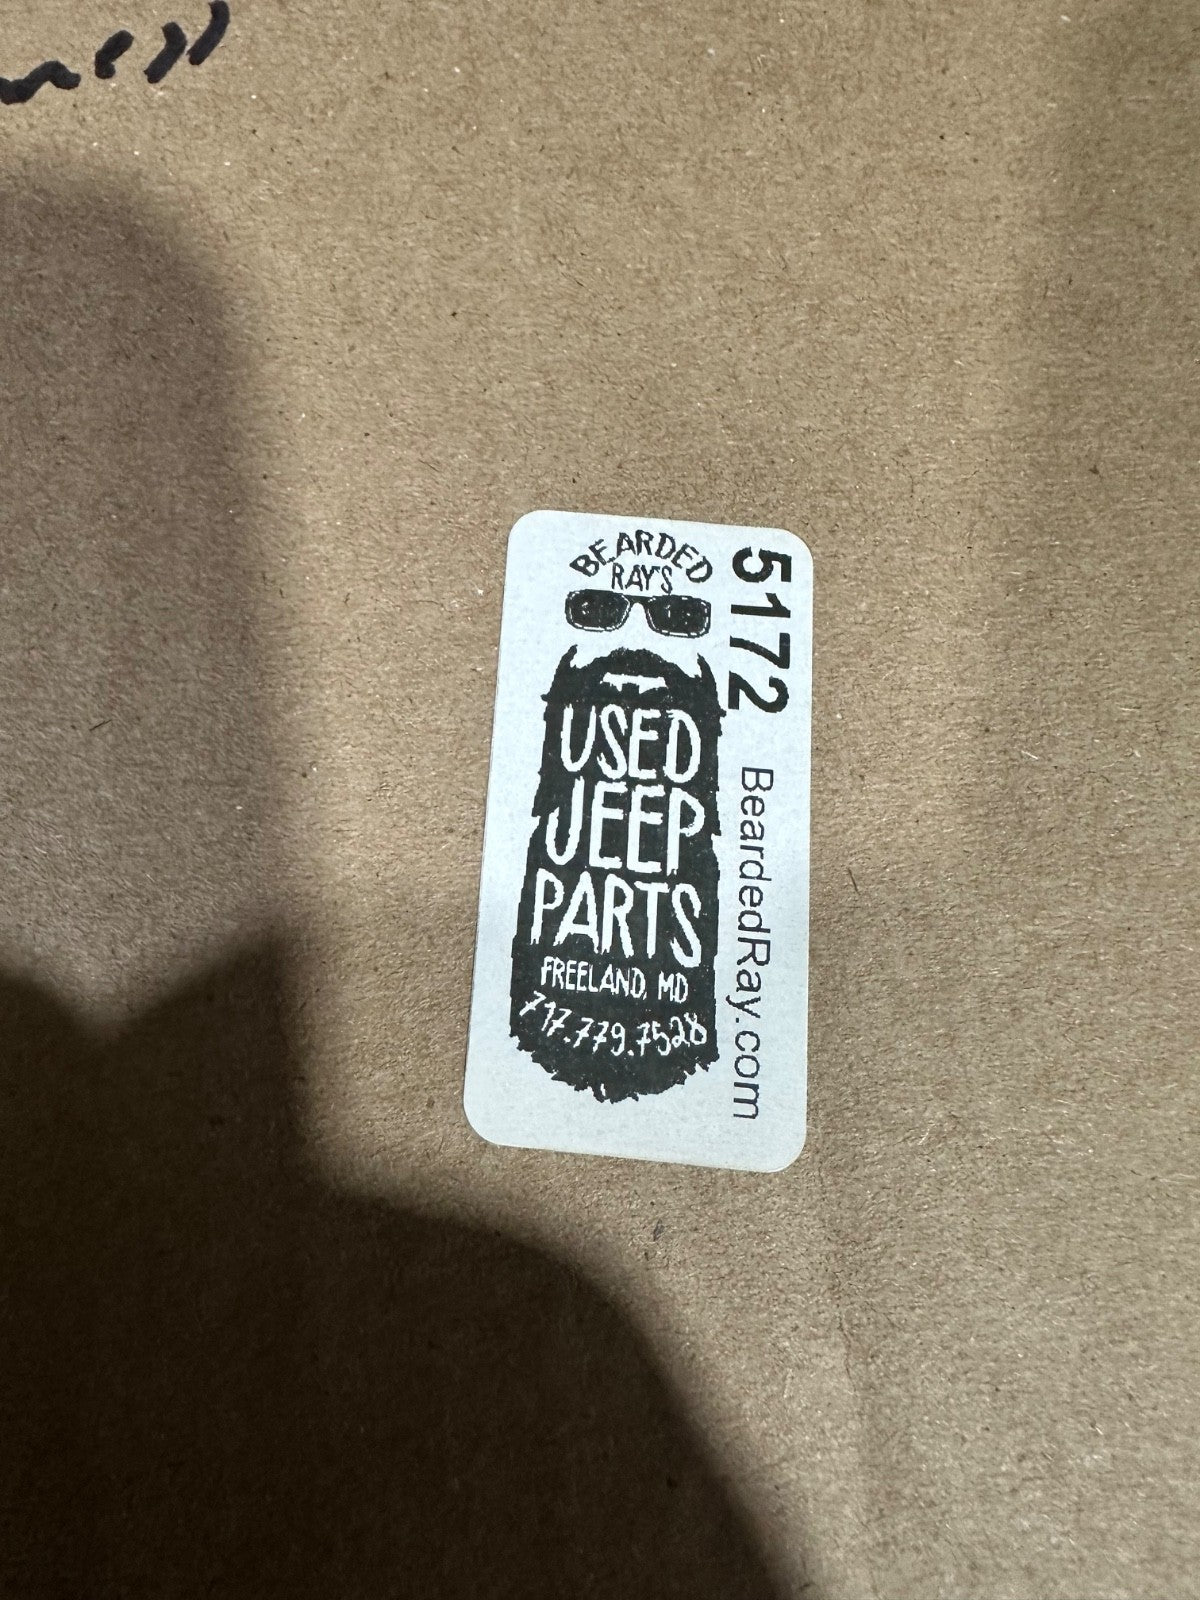 BEARDED
RAY'S
USED
JEEP
PARTS
FREELAND, MD
717.779.7528
5172 BeardedRay.com